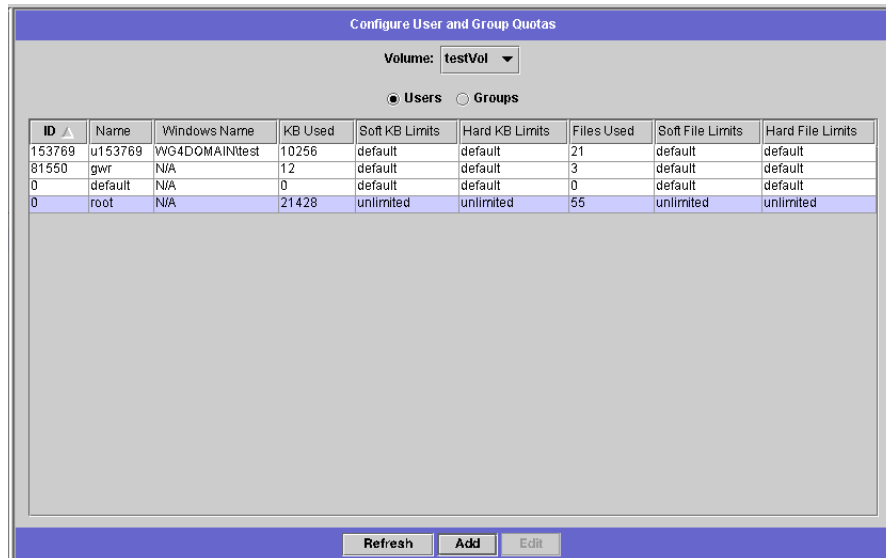 Configure User and Group Quotas
Volume: testVol
Users Groups
ID Name Windows Name KB Used Soft KB Limits Hard KB Limits Files Used Soft File Limits Hard File Limits
153769 u153769 WG4DOMAIN\test 10256 default default 21 default default
81550 gwr N/A 12 default default 3 default default
0 default N/A 0 default default 0 default default
0 root N/A 21428 unlimited unlimited 55 unlimited unlimited
Refresh Add Edit